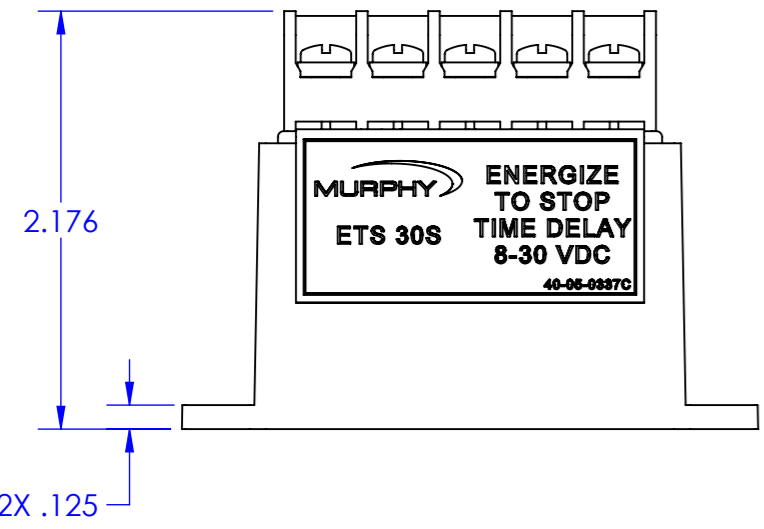 2.176
MURPHY
ETS 30S
ENERGIZE
TO STOP
TIME DELAY
8-30 VDC
40-05-0337C
2X .125